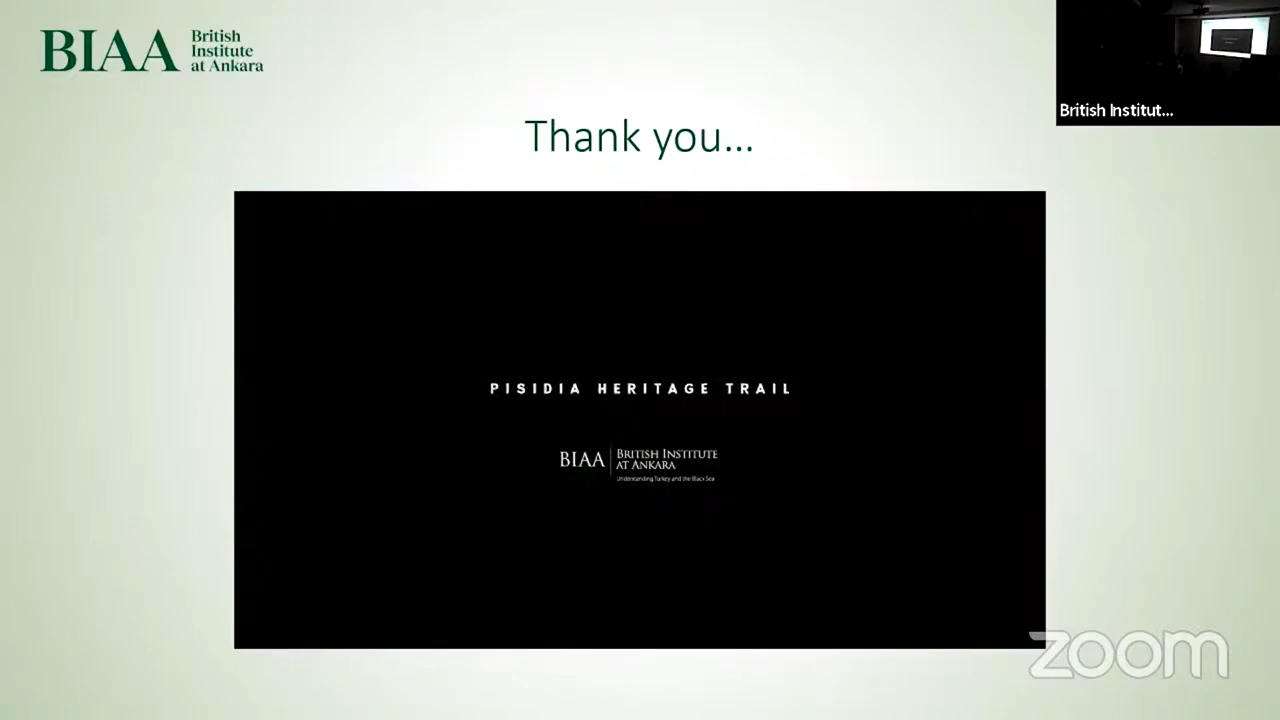 BIAA
British
Institute
at Ankara
British Institut...
Thank you...
PISIDIA HERITAGE TRAIL
BIAA
BRITISH INSTITUTE
AT ANKARA
Understanding Turkey and the Black Sea
zoom